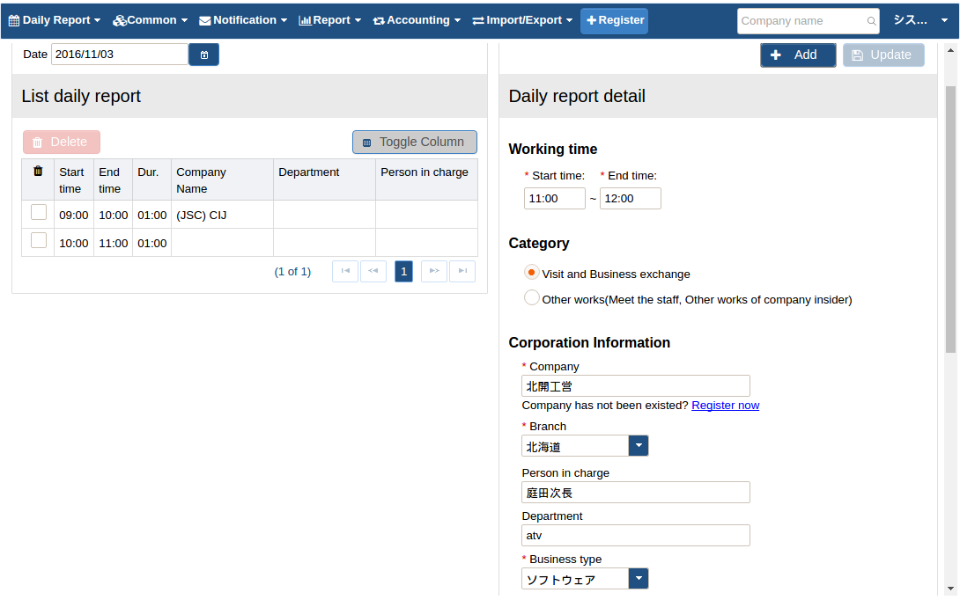 Daily Report Common Notification Report Accounting Import/Export Register Company name シス...
Date 2016/11/03
Add Update
List daily report
Daily report detail
Delete Toggle Column
Start time End time Dur. Company Name Department Person in charge
09:00 10:00 01:00 (JSC) CIJ
10:00 11:00 01:00
(1 of 1) 1
Working time
* Start time: * End time:
11:00 ~ 12:00
Category
Visit and Business exchange
Other works(Meet the staff, Other works of company insider)
Corporation Information
* Company
北開工営
Company has not been existed? Register now
* Branch
北海道
Person in charge
庭田次長
Department
atv
* Business type
ソフトウェア